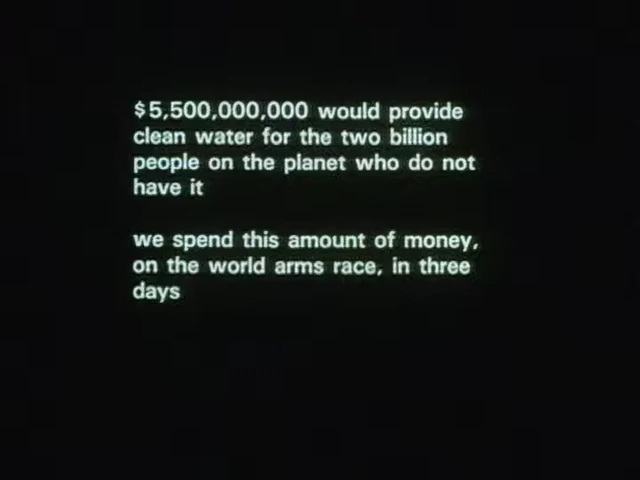 $5,500,000,000 would provide
clean water for the two billion
people on the planet who do not
have it
we spend this amount of money,
on the world arms race, in three
days